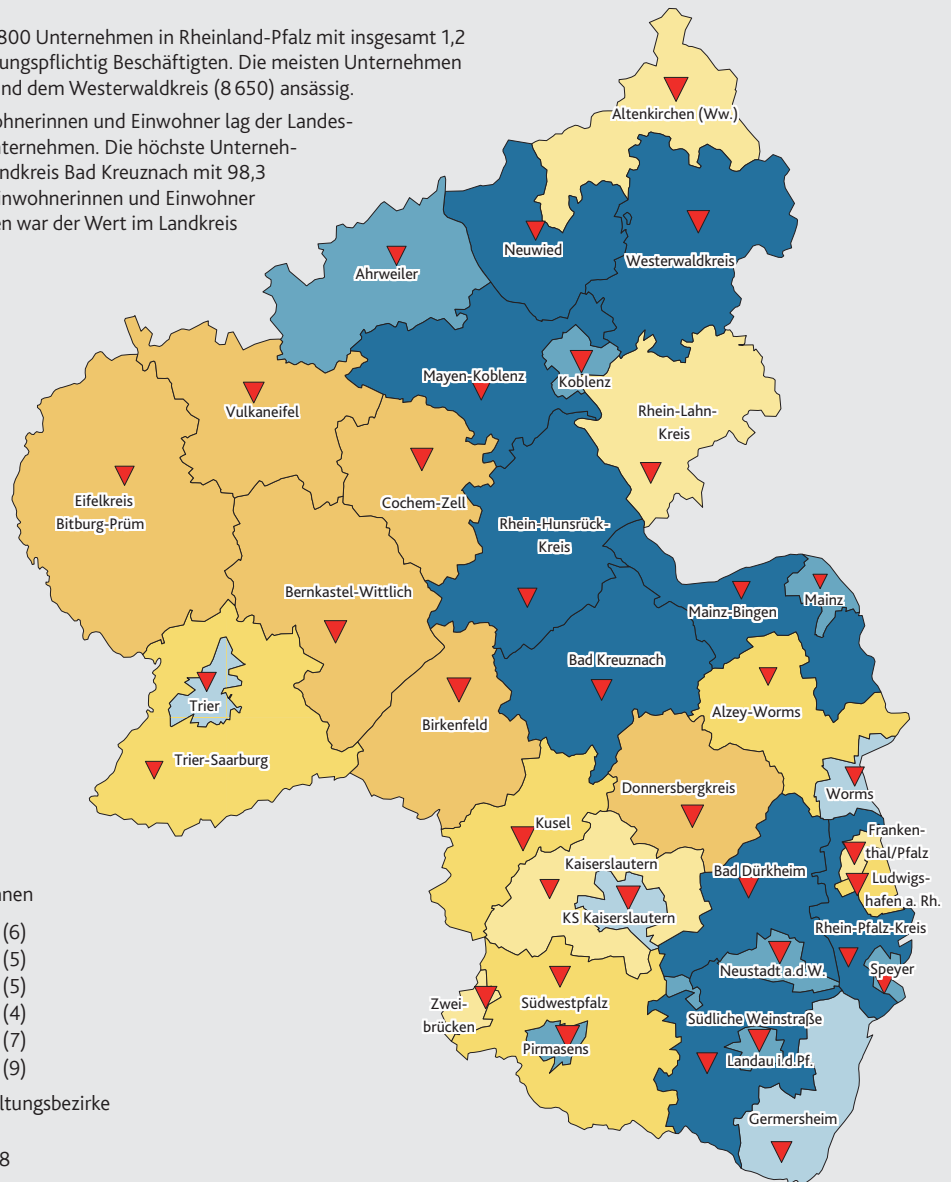 800 Unternehmen in Rheinland-Pfalz mit insgesamt 1,2
ungspflichtig Beschäftigten. Die meisten Unternehmen
nd dem Westerwaldkreis (8 650) ansässig.
ohnerinnen und Einwohner lag der Landes-
nternehmen. Die höchste Unterneh-
ndkreis Bad Kreuznach mit 98,3
inwohnerinnen und Einwohner
en war der Wert im Landkreis
Altenkirchen (Ww.)
Neuwied
Westerwaldkreis
Ahrweiler
Mayen-Koblenz
Koblenz
Vulkaneifel
Rhein-Lahn-
Kreis
Eifelkreis
Bitburg-Prüm
Cochem-Zell
Rhein-Hunsrück-
Kreis
Bernkastel-Wittlich
Mainz-Bingen
Mainz
Bad Kreuznach
Trier
Birkenfeld
Alzey-Worms
Trier-Saarburg
Donnersbergkreis
Worms
Kusel
Franken-
thal/Pfalz
Kaiserslautern
Bad Dürkheim
Ludwigs-
hafen a. Rh.
KS Kaiserslautern
Rhein-Pfalz-Kreis
Neustadt a.d.W.
Speyer
Zwei-
brücken
Südwestpfalz
Südliche Weinstraße
Pirmasens
Landau i.d.Pf.
Germersheim
nnen
(6)
(5)
(5)
(4)
(7)
(9)
ltungsbezirke
8